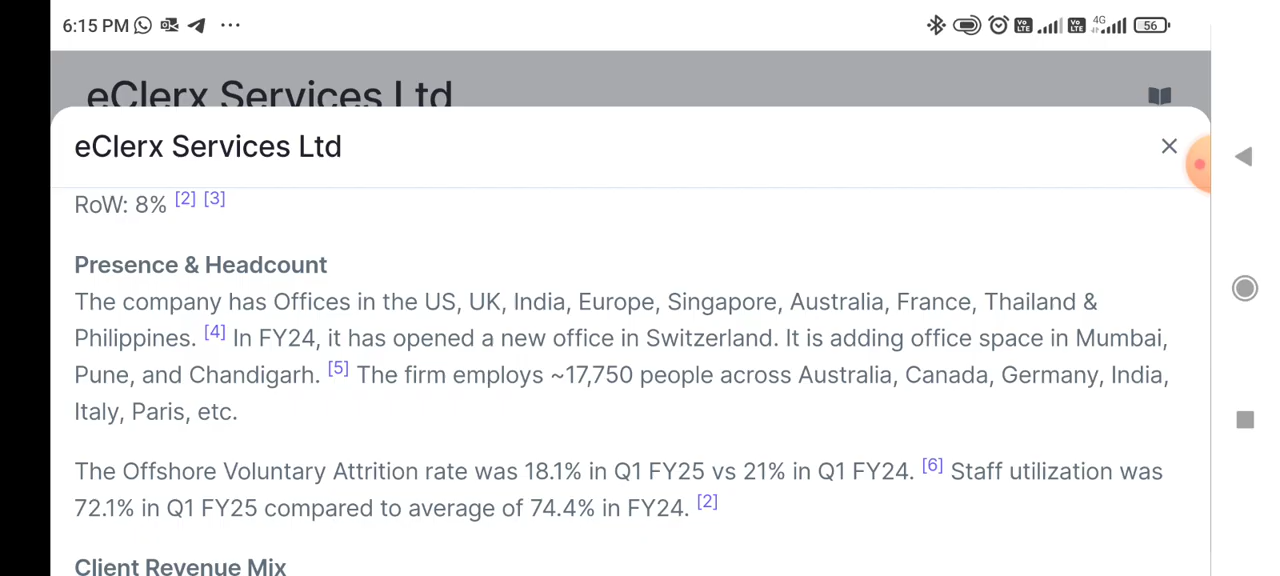 6:15 PM
Vo LTE Vo LTE 4G 56
eClerx Services Ltd
eClerx Services Ltd
RoW: 8% [2] [3]
Presence & Headcount
The company has Offices in the US, UK, India, Europe, Singapore, Australia, France, Thailand &
Philippines. [4] In FY24, it has opened a new office in Switzerland. It is adding office space in Mumbai,
Pune, and Chandigarh. [5] The firm employs ~17,750 people across Australia, Canada, Germany, India,
Italy, Paris, etc.
The Offshore Voluntary Attrition rate was 18.1% in Q1 FY25 vs 21% in Q1 FY24. [6] Staff utilization was
72.1% in Q1 FY25 compared to average of 74.4% in FY24. [2]
Client Revenue Mix